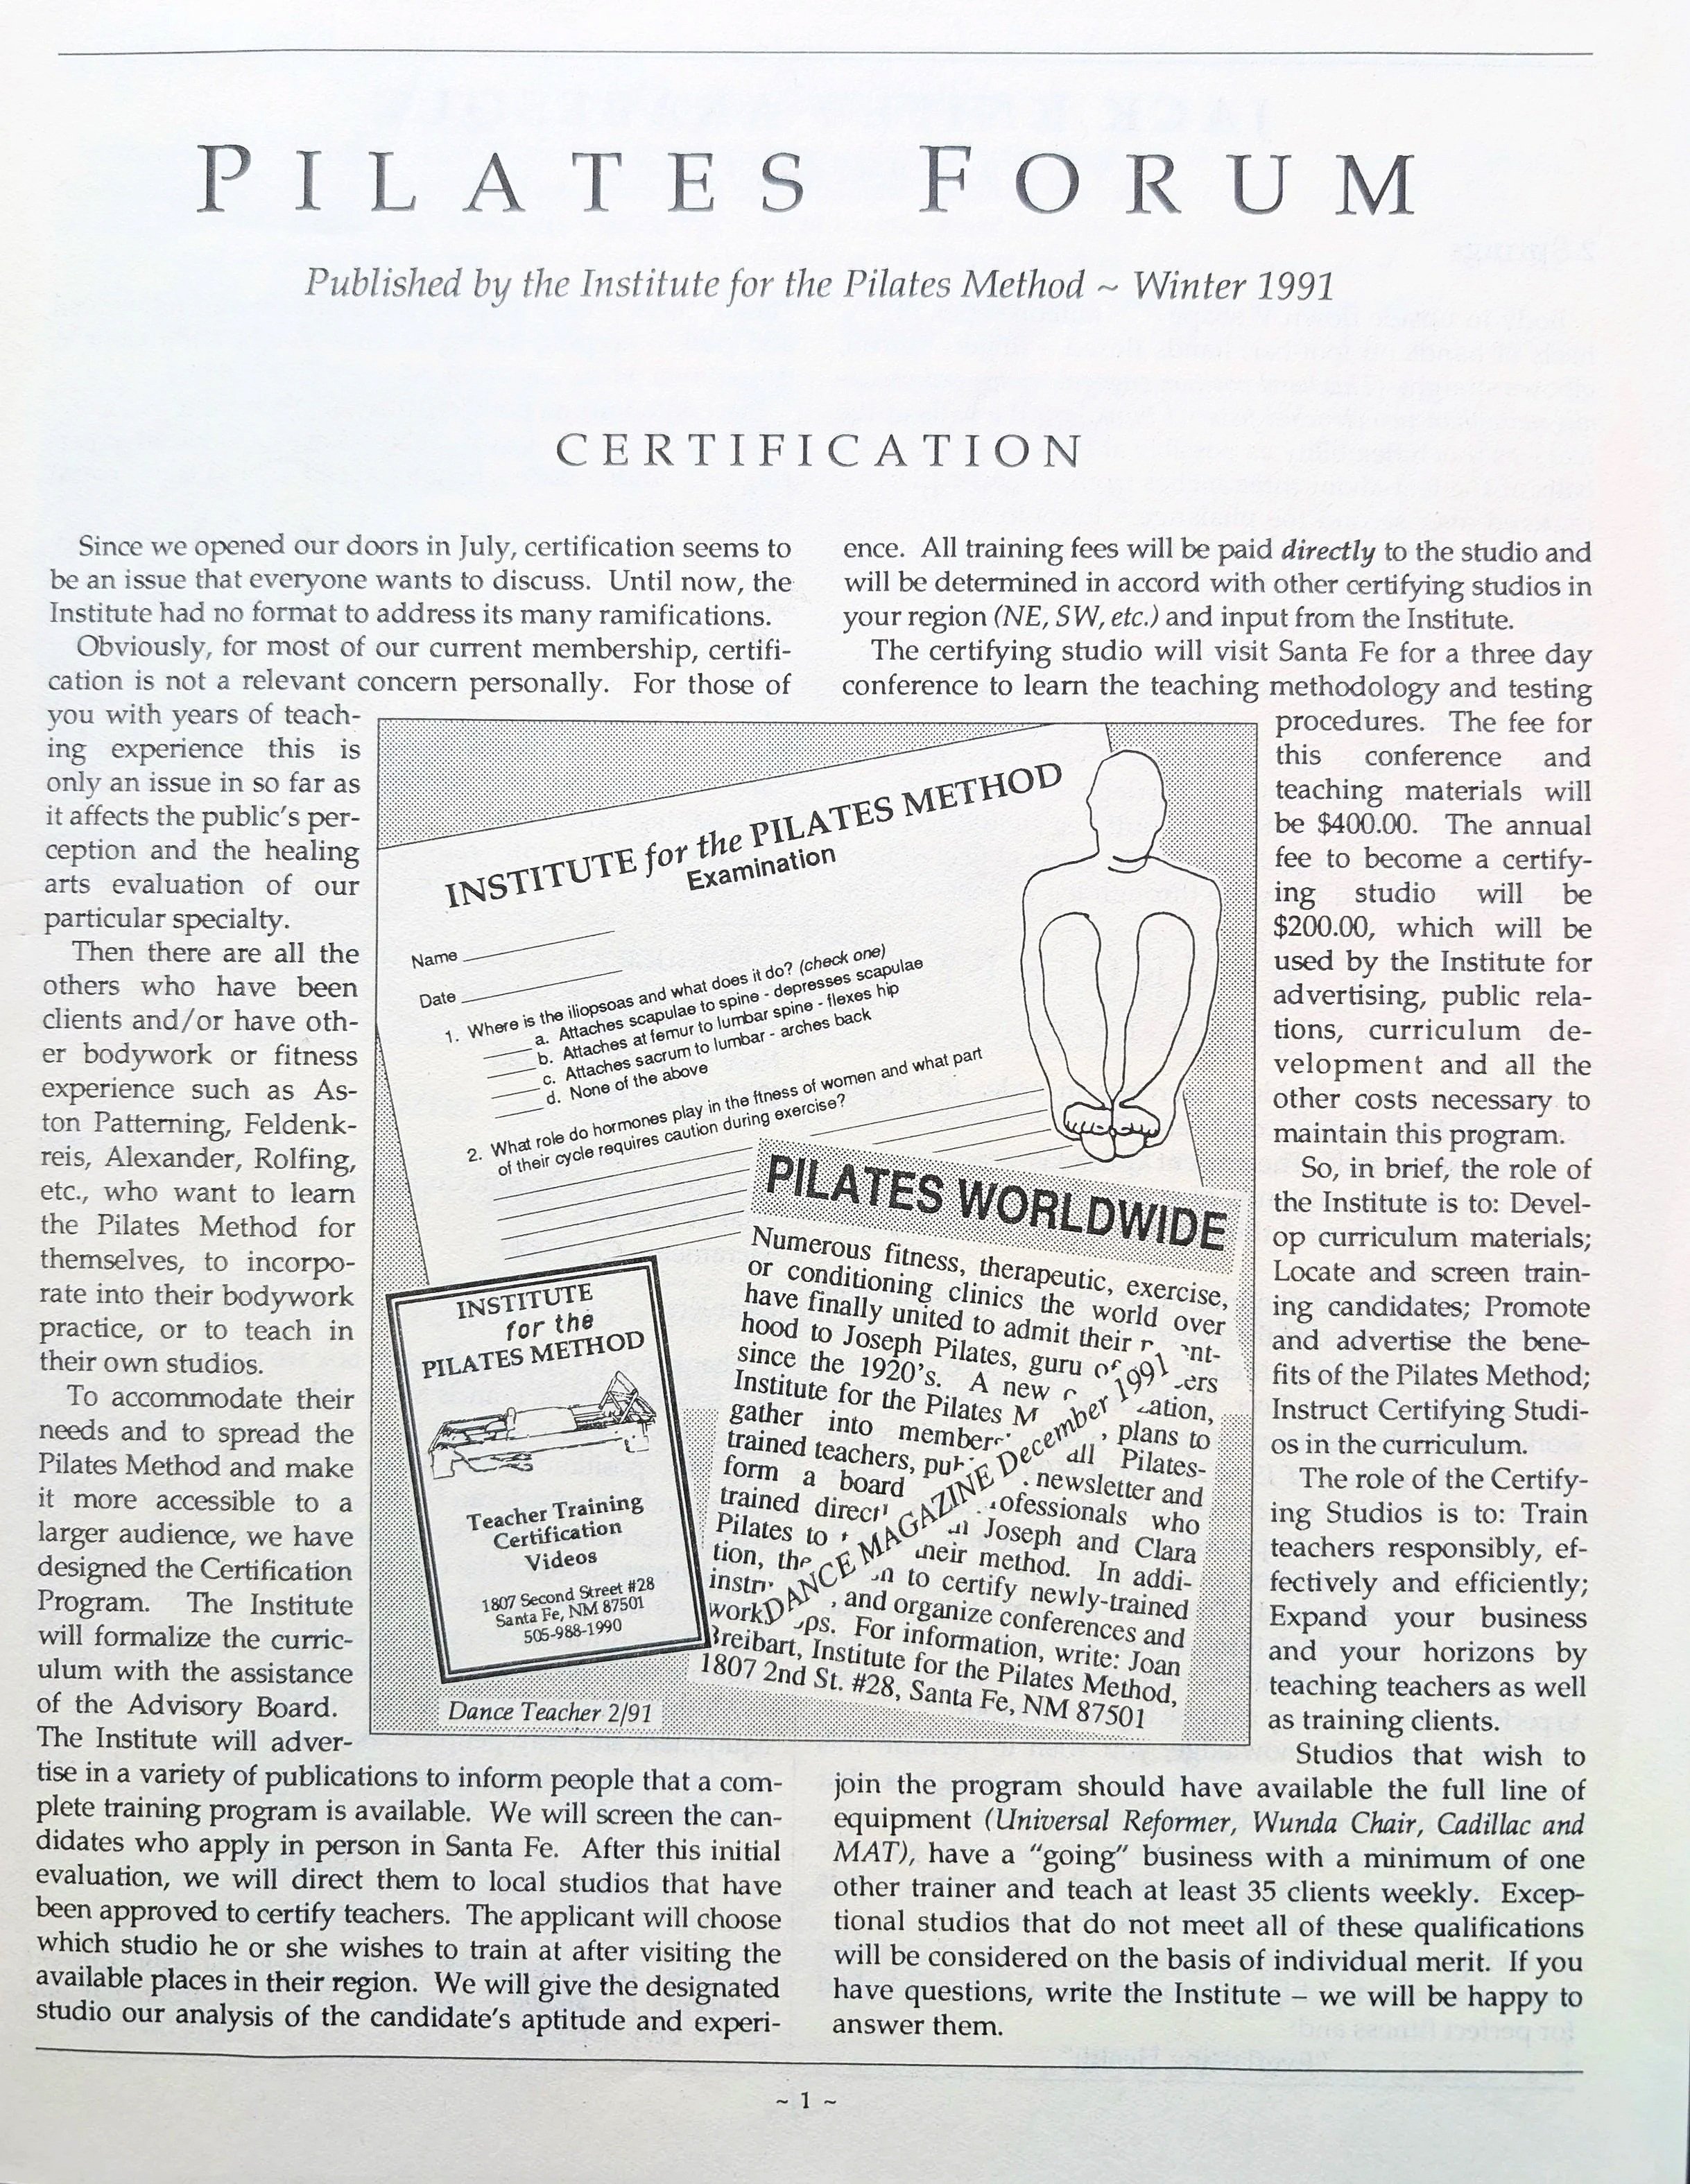 PILATES FORUM
Published by the Institute for the Pilates Method ~ Winter 1991
CERTIFICATION
Since we opened our doors in July, certification seems to
be an issue that everyone wants to discuss. Until now, the
Institute had no format to address its many ramifications.
Obviously, for most of our current membership, certifi-
cation is not a relevant concern personally. For those of
you with years of teach-
ing experience this is
only an issue in so far as
it affects the public's per-
ception and the healing
arts evaluation of our
particular specialty.
Then there are all the
others who have been
clients and/or have oth-
er bodywork or fitness
experience such as As-
ton Patterning, Feldenk-
reis, Alexander, Rolfing,
etc., who want to learn
the Pilates Method for
themselves, to incorpo-
rate into their bodywork
practice, or to teach in
their own studios.
To accommodate their
needs and to spread the
Pilates Method and make
it more accessible to a
larger audience, we have
designed the Certification
Program. The Institute
will formalize the curric-
ulum with the assistance
of the Advisory Board.
The Institute will adver-
tise in a variety of publications to inform people that a com-
plete training program is available. We will screen the can-
didates who apply in person in Santa Fe. After this initial
evaluation, we will direct them to local studios that have
been approved to certify teachers. The applicant will choose
which studio he or she wishes to train at after visiting the
available places in their region. We will give the designated
studio our analysis of the candidate's aptitude and experi-
INSTITUTE for the PILATES METHOD
Examination
Name
Date
1. Where is the iliopsoas and what does it do? (check one)
a. Attaches scapulae to spine - depresses scapulae
b. Attaches at femur to lumbar spine - flexes hip
c. Attaches sacrum to lumbar - arches back
d. None of the above
2. What role do hormones play in the ftness of women and what part
of their cycle requires caution during exercise?
INSTITUTE
for the
PILATES METHOD
Teacher Training
Certification
Videos
1807 Second Street #28
Santa Fe, NM 87501
505-988-1990
Dance Teacher 2/91
PILATES WORLDWIDE
Numerous fitness, therapeutic, exercise,
or conditioning clinics the world over
have finally united to admit their
hood to Joseph Pilates, guru of
since the 1920's. A new
Institute for the Pilates
gather into plans to
trained teachers, all Pilates-
form a board newsletter and
trained who
Pilates to Joseph and Clara
tion, method. In addi-
to certify newly-trained
work , and organize conferences and
For information, write: Joan
Breibart, Institute for the Pilates Method,
1807 2nd St. #28, Santa Fe, NM 87501
DANCE MAGAZINE December 1991
ence. All training fees will be paid directly to the studio and
will be determined in accord with other certifying studios in
your region (NE, SW, etc.) and input from the Institute.
The certifying studio will visit Santa Fe for a three day
conference to learn the teaching methodology and testing
procedures. The fee for
this conference and
teaching materials will
be $400.00. The annual
fee to become a certify-
ing studio will be
$200.00, which will be
used by the Institute for
advertising, public rela-
tions, curriculum de-
velopment and all the
other costs necessary to
maintain this program.
So, in brief, the role of
the Institute is to: Devel-
op curriculum materials;
Locate and screen train-
ing candidates; Promote
and advertise the bene-
fits of the Pilates Method;
Instruct Certifying Studi-
os in the curriculum.
The role of the Certify-
ing Studios is to: Train
teachers responsibly, ef-
fectively and efficiently;
Expand your business
and your horizons by
teaching teachers as well
as training clients.
Studios that wish to
join the program should have available the full line of
equipment (Universal Reformer, Wunda Chair, Cadillac and
MAT), have a "going" business with a minimum of one
other trainer and teach at least 35 clients weekly. Excep-
tional studios that do not meet all of these qualifications
will be considered on the basis of individual merit. If you
have questions, write the Institute – we will be happy to
answer them.
~ 1 ~